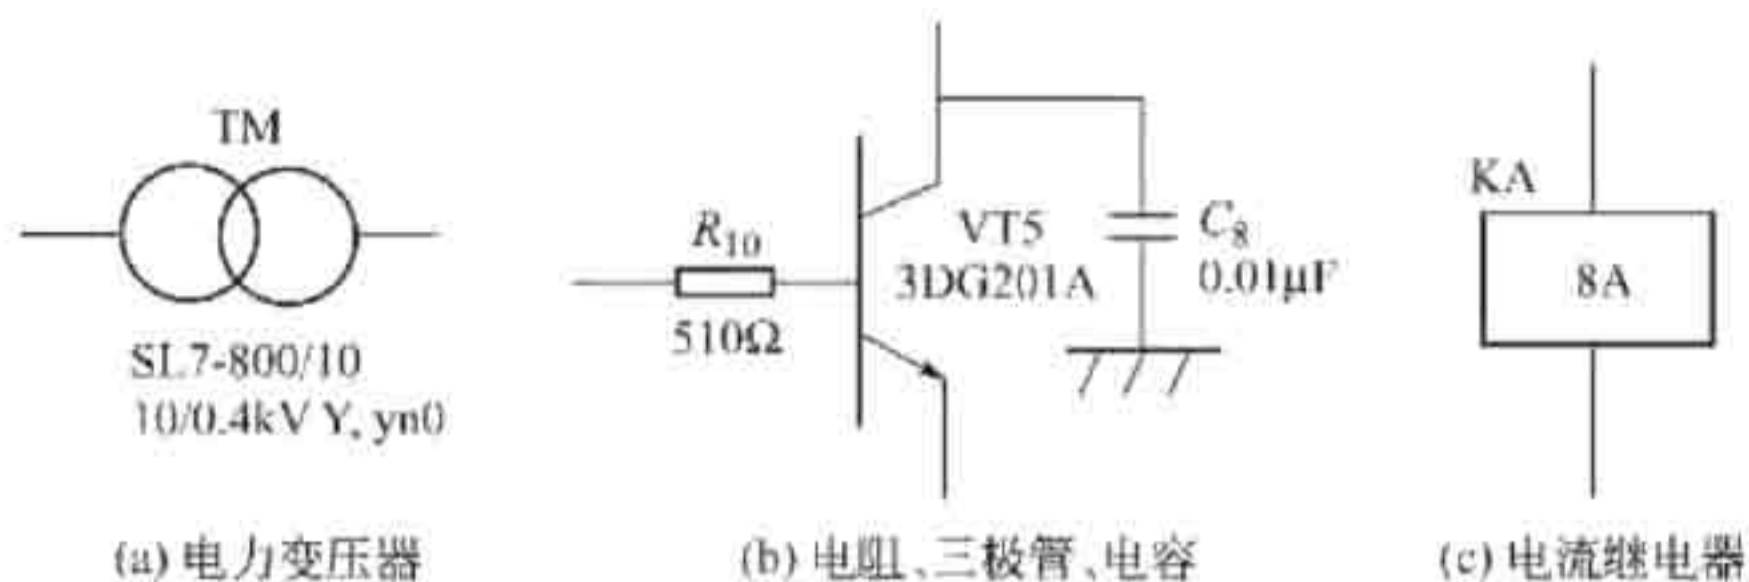 TM
SL7-800/10
10/0.4kV Y, yn0
(a) 电力变压器
R10
510Ω
VT5
3DG201A
C8
0.01μF
(b) 电阻、三极管、电容
KA
8A
(c) 电流继电器